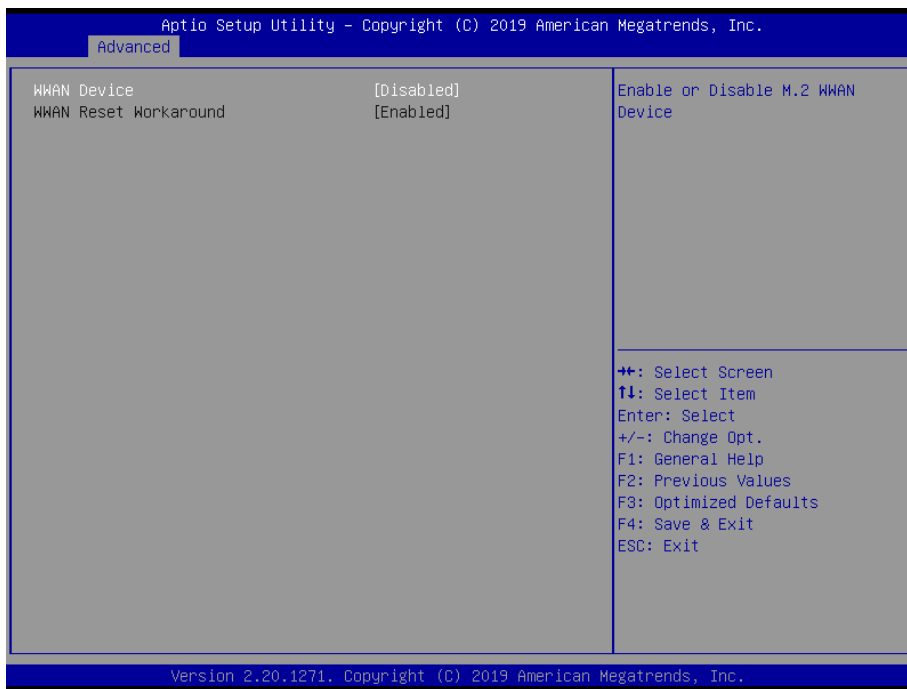 Aptio Setup Utility – Copyright (C) 2019 American Megatrends, Inc.
Advanced
WWAN Device [Disabled]
WWAN Reset Workaround [Enabled]
Enable or Disable M.2 WWAN
Device
→←: Select Screen
↑↓: Select Item
Enter: Select
+/-: Change Opt.
F1: General Help
F2: Previous Values
F3: Optimized Defaults
F4: Save & Exit
ESC: Exit
Version 2.20.1271. Copyright (C) 2019 American Megatrends, Inc.